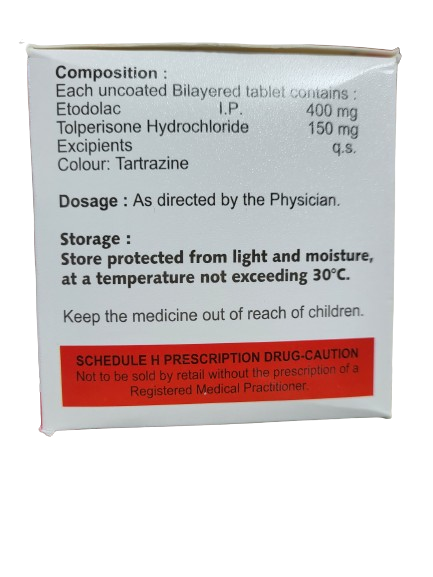 Composition :
Each uncoated Bilayered tablet contains :
Etodolac I.P. 400 mg
Tolperisone Hydrochloride 150 mg
Excipients q.s.
Colour: Tartrazine
Dosage : As directed by the Physician.
Storage :
Store protected from light and moisture,
at a temperature not exceeding 30°C.
Keep the medicine out of reach of children.
SCHEDULE H PRESCRIPTION DRUG-CAUTION
Not to be sold by retail without the prescription of a
Registered Medical Practitioner.